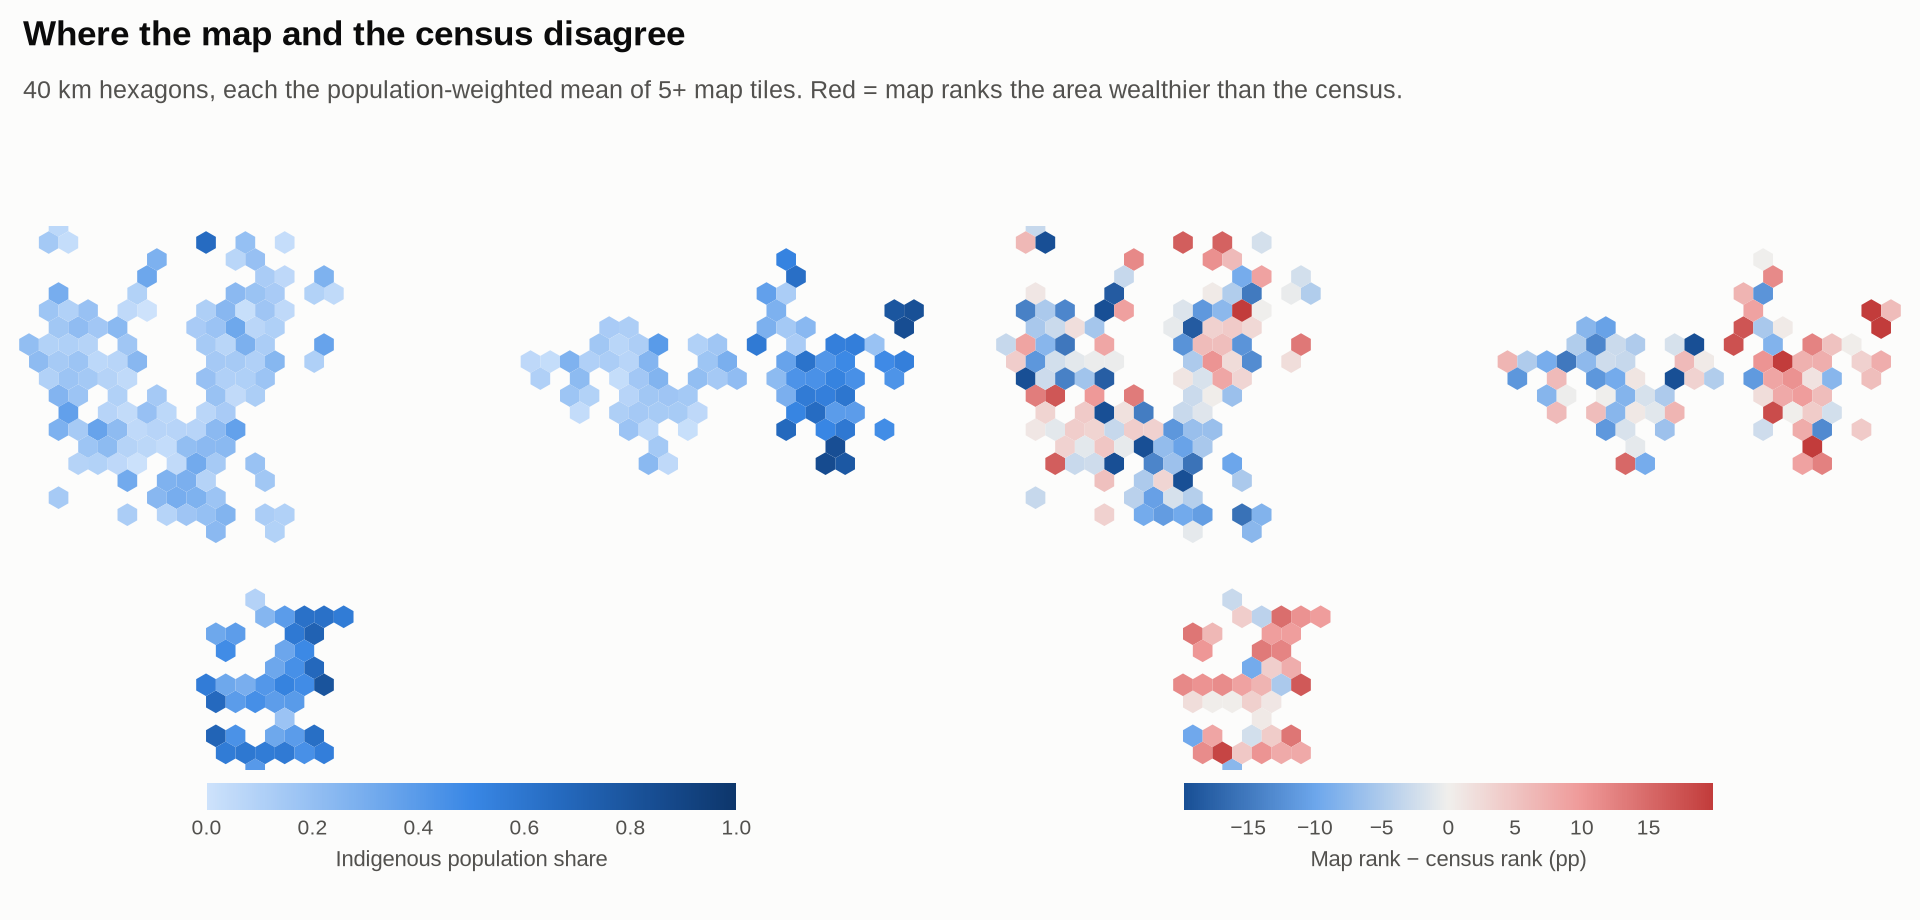 Where the map and the census disagree
40 km hexagons, each the population-weighted mean of 5+ map tiles. Red = map ranks the area wealthier than the census.
0.0 0.2 0.4 0.6 0.8 1.0
Indigenous population share
−15 −10 −5 0 5 10 15
Map rank − census rank (pp)